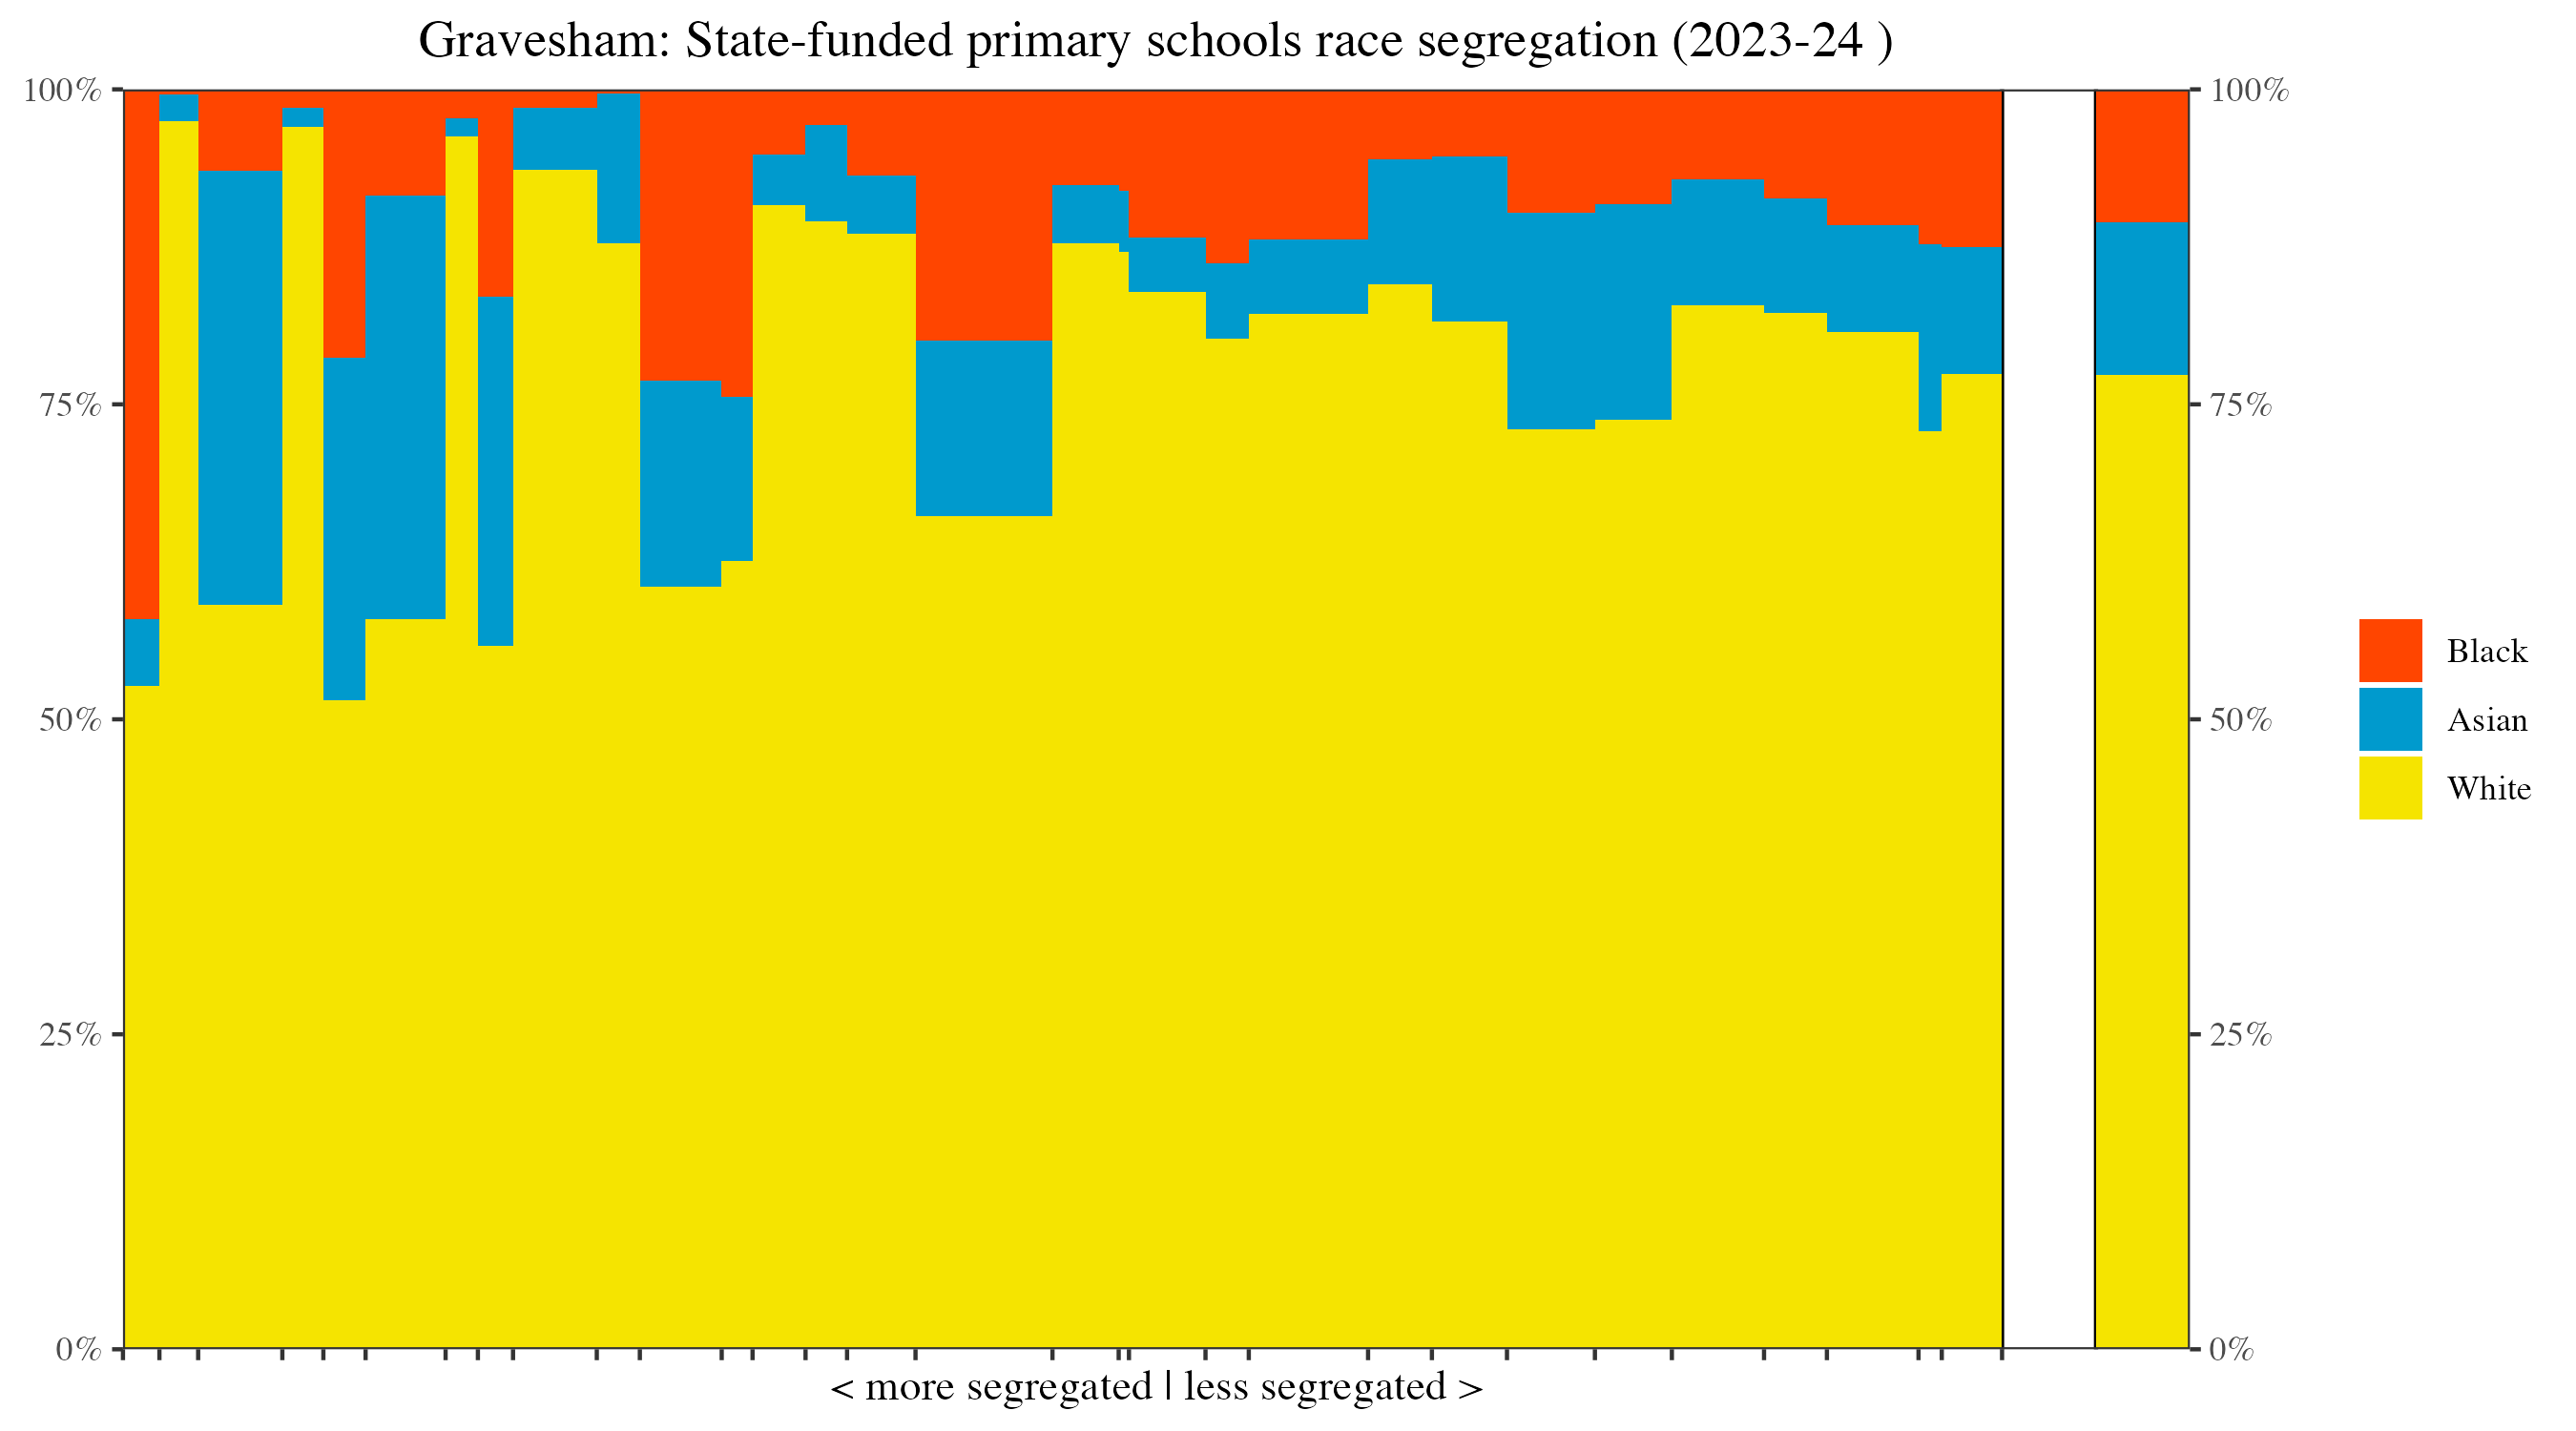 Gravesham: State-funded primary schools race segregation (2023-24 )
100%
75%
50%
25%
0%
100%
75%
50%
25%
0%
Black
Asian
White
< more segregated | less segregated >